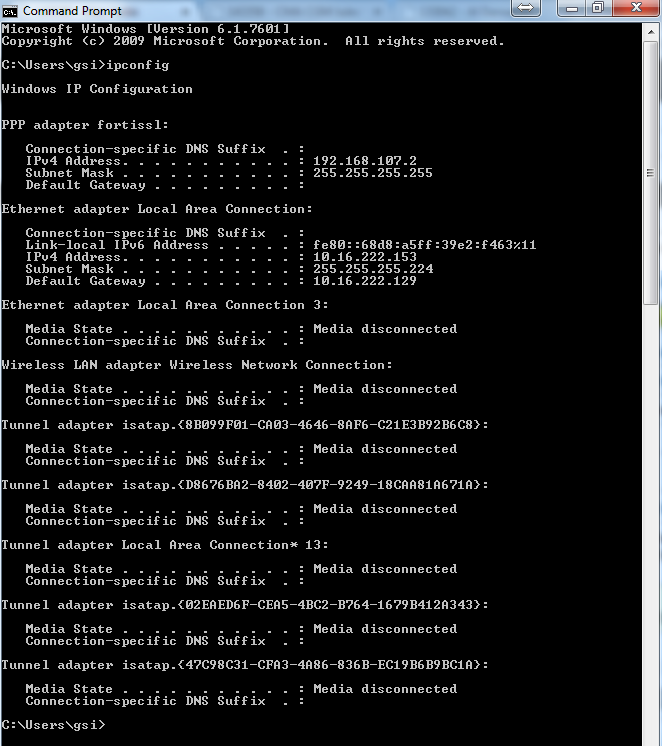 Command Prompt
Microsoft Windows [Version 6.1.7601]
Copyright (c) 2009 Microsoft Corporation.  All rights reserved.
C:\Users\gsi>ipconfig
Windows IP Configuration
PPP adapter fortissl:
   Connection-specific DNS Suffix  . :
   IPv4 Address. . . . . . . . . . . : 192.168.107.2
   Subnet Mask . . . . . . . . . . . : 255.255.255.255
   Default Gateway . . . . . . . . . :
Ethernet adapter Local Area Connection:
   Connection-specific DNS Suffix  . :
   Link-local IPv6 Address . . . . . : fe80::68d8:a5ff:39e2:f463%11
   IPv4 Address. . . . . . . . . . . : 10.16.222.153
   Subnet Mask . . . . . . . . . . . : 255.255.255.224
   Default Gateway . . . . . . . . . : 10.16.222.129
Ethernet adapter Local Area Connection 3:
   Media State . . . . . . . . . . . : Media disconnected
   Connection-specific DNS Suffix  . :
Wireless LAN adapter Wireless Network Connection:
   Media State . . . . . . . . . . . : Media disconnected
   Connection-specific DNS Suffix  . :
Tunnel adapter isatap.{8B099F01-CA03-4646-8AF6-C21E3B92B6C8}:
   Media State . . . . . . . . . . . : Media disconnected
   Connection-specific DNS Suffix  . :
Tunnel adapter isatap.{D8676BA2-8402-407F-9249-18CAA81A671A}:
   Media State . . . . . . . . . . . : Media disconnected
   Connection-specific DNS Suffix  . :
Tunnel adapter Local Area Connection* 13:
   Media State . . . . . . . . . . . : Media disconnected
   Connection-specific DNS Suffix  . :
Tunnel adapter isatap.{02EAED6F-CEA5-4BC2-B764-1679B412A343}:
   Media State . . . . . . . . . . . : Media disconnected
   Connection-specific DNS Suffix  . :
Tunnel adapter isatap.{47C98C31-CFA3-4A86-836B-EC19B6B9BC1A}:
   Media State . . . . . . . . . . . : Media disconnected
   Connection-specific DNS Suffix  . :
C:\Users\gsi>